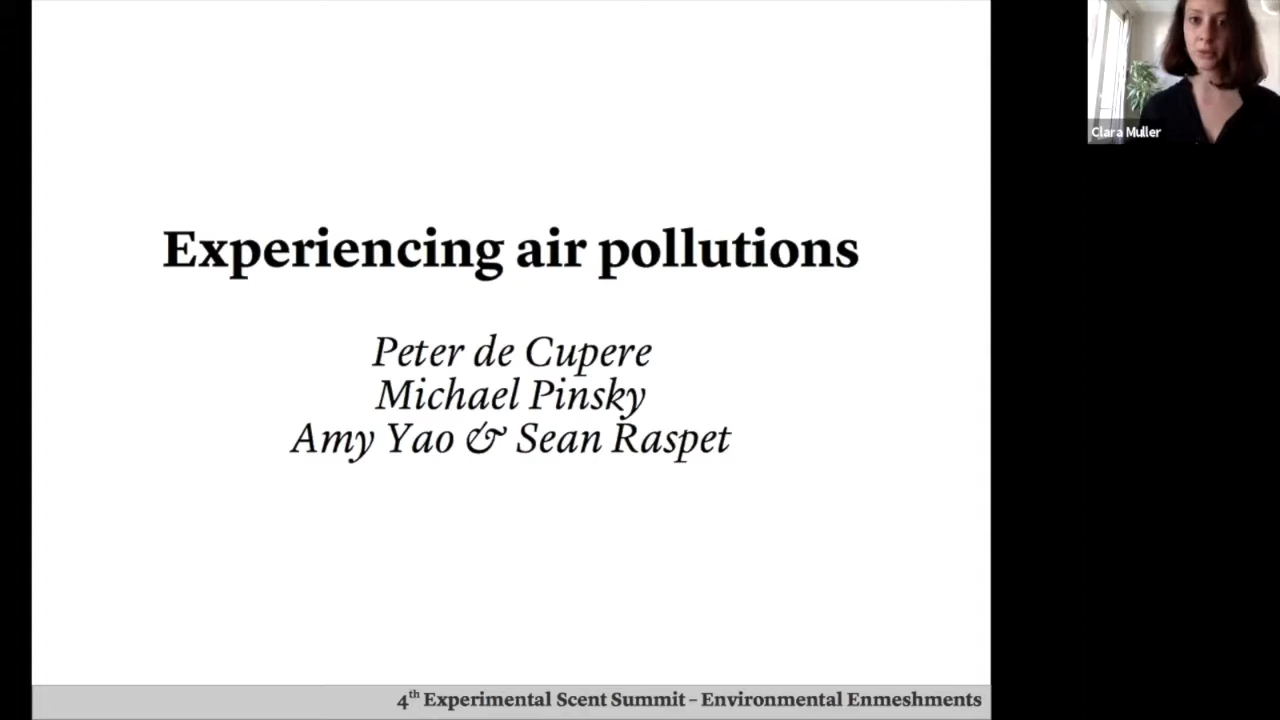 Experiencing air pollutions
Peter de Cupere
Michael Pinsky
Amy Yao & Sean Raspet
4th Experimental Scent Summit – Environmental Enmeshments
Clara Muller